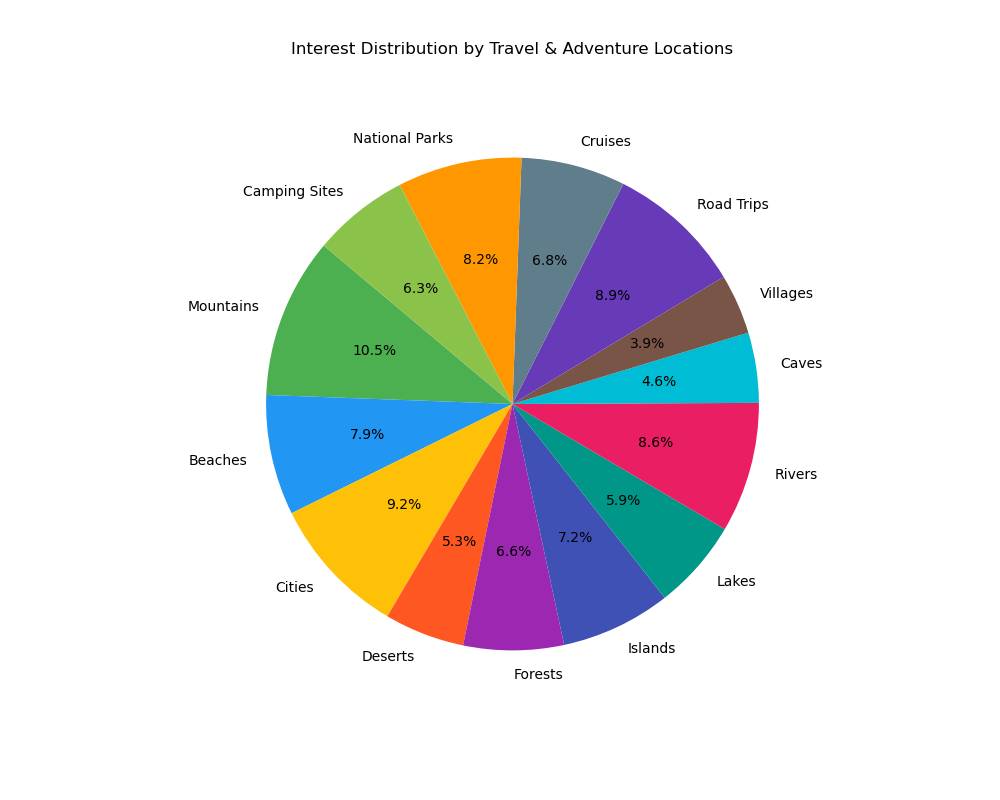 Interest Distribution by Travel & Adventure Locations
National Parks
Cruises
Camping Sites
Road Trips
8.2%
6.8%
6.3%
8.9%
Villages
Mountains
3.9%
10.5%
Caves
4.6%
7.9%
8.6%
Beaches
Rivers
9.2%
5.9%
7.2%
5.3%
6.6%
Lakes
Cities
Islands
Deserts
Forests